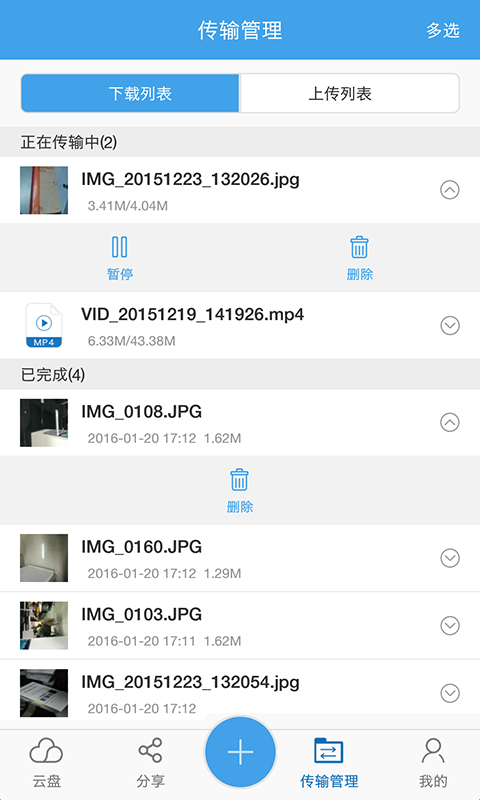 传输管理
多选
下载列表
上传列表
正在传输中(2)
IMG_20151223_132026.jpg
3.41M/4.04M
暂停
删除
VID_20151219_141926.mp4
MP4
6.33M/43.38M
已完成(4)
IMG_0108.JPG
2016-01-20 17:12 1.62M
删除
IMG_0160.JPG
2016-01-20 17:12 1.29M
IMG_0103.JPG
2016-01-20 17:11 1.62M
IMG_20151223_132054.jpg
2016-01-20 17:12
云盘
分享
传输管理
我的